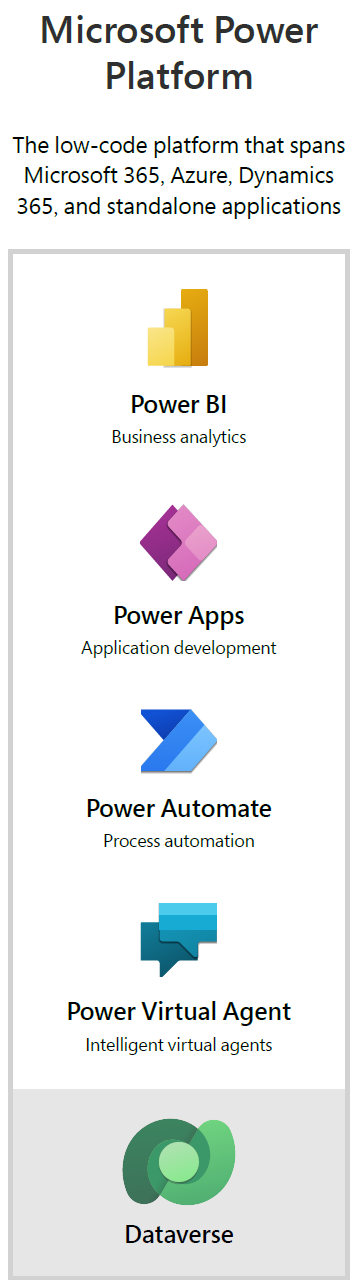 Microsoft Power
Platform
The low-code platform that spans
Microsoft 365, Azure, Dynamics
365, and standalone applications
Power BI
Business analytics
Power Apps
Application development
Power Automate
Process automation
Power Virtual Agent
Intelligent virtual agents
Dataverse